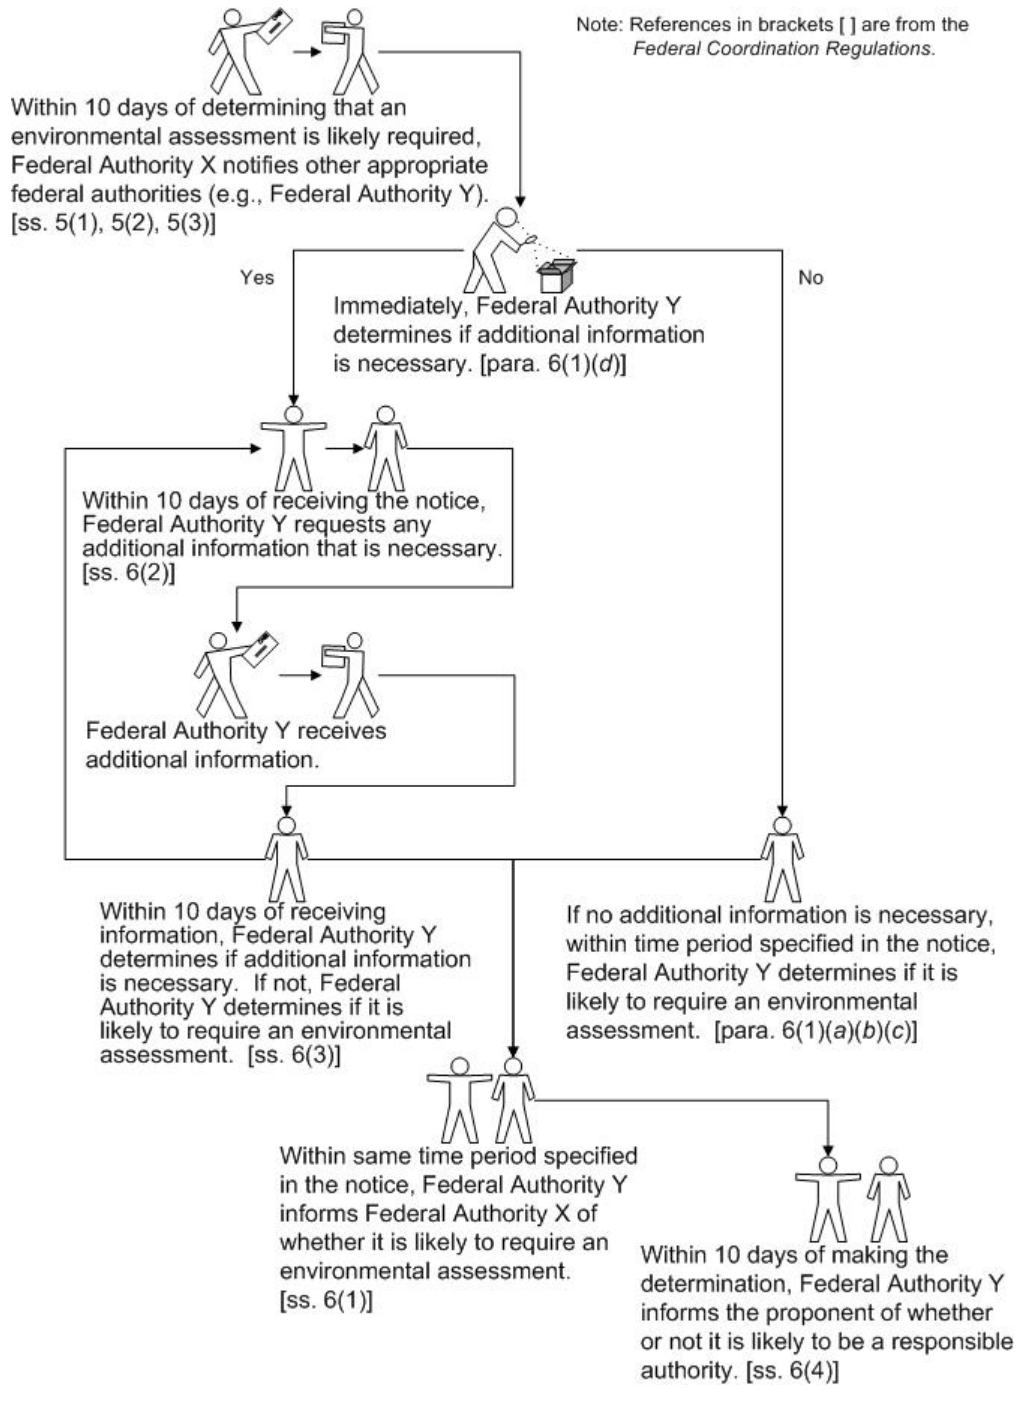 Note: References in brackets [ ] are from the
Federal Coordination Regulations.
Within 10 days of determining that an
environmental assessment is likely required,
Federal Authority X notifies other appropriate
federal authorities (e.g., Federal Authority Y).
[ss. 5(1), 5(2), 5(3)]
Yes
No
Immediately, Federal Authority Y
determines if additional information
is necessary. [para. 6(1)(d)]
Within 10 days of receiving the notice,
Federal Authority Y requests any
additional information that is necessary.
[ss. 6(2)]
Federal Authority Y receives
additional information.
Within 10 days of receiving
information, Federal Authority Y
determines if additional information
is necessary. If not, Federal
Authority Y determines if it is
likely to require an environmental
assessment. [ss. 6(3)]
If no additional information is necessary,
within time period specified in the notice,
Federal Authority Y determines if it is
likely to require an environmental
assessment. [para. 6(1)(a)(b)(c)]
Within same time period specified
in the notice, Federal Authority Y
informs Federal Authority X of
whether it is likely to require an
environmental assessment.
[ss. 6(1)]
Within 10 days of making the
determination, Federal Authority Y
informs the proponent of whether
or not it is likely to be a responsible
authority. [ss. 6(4)]